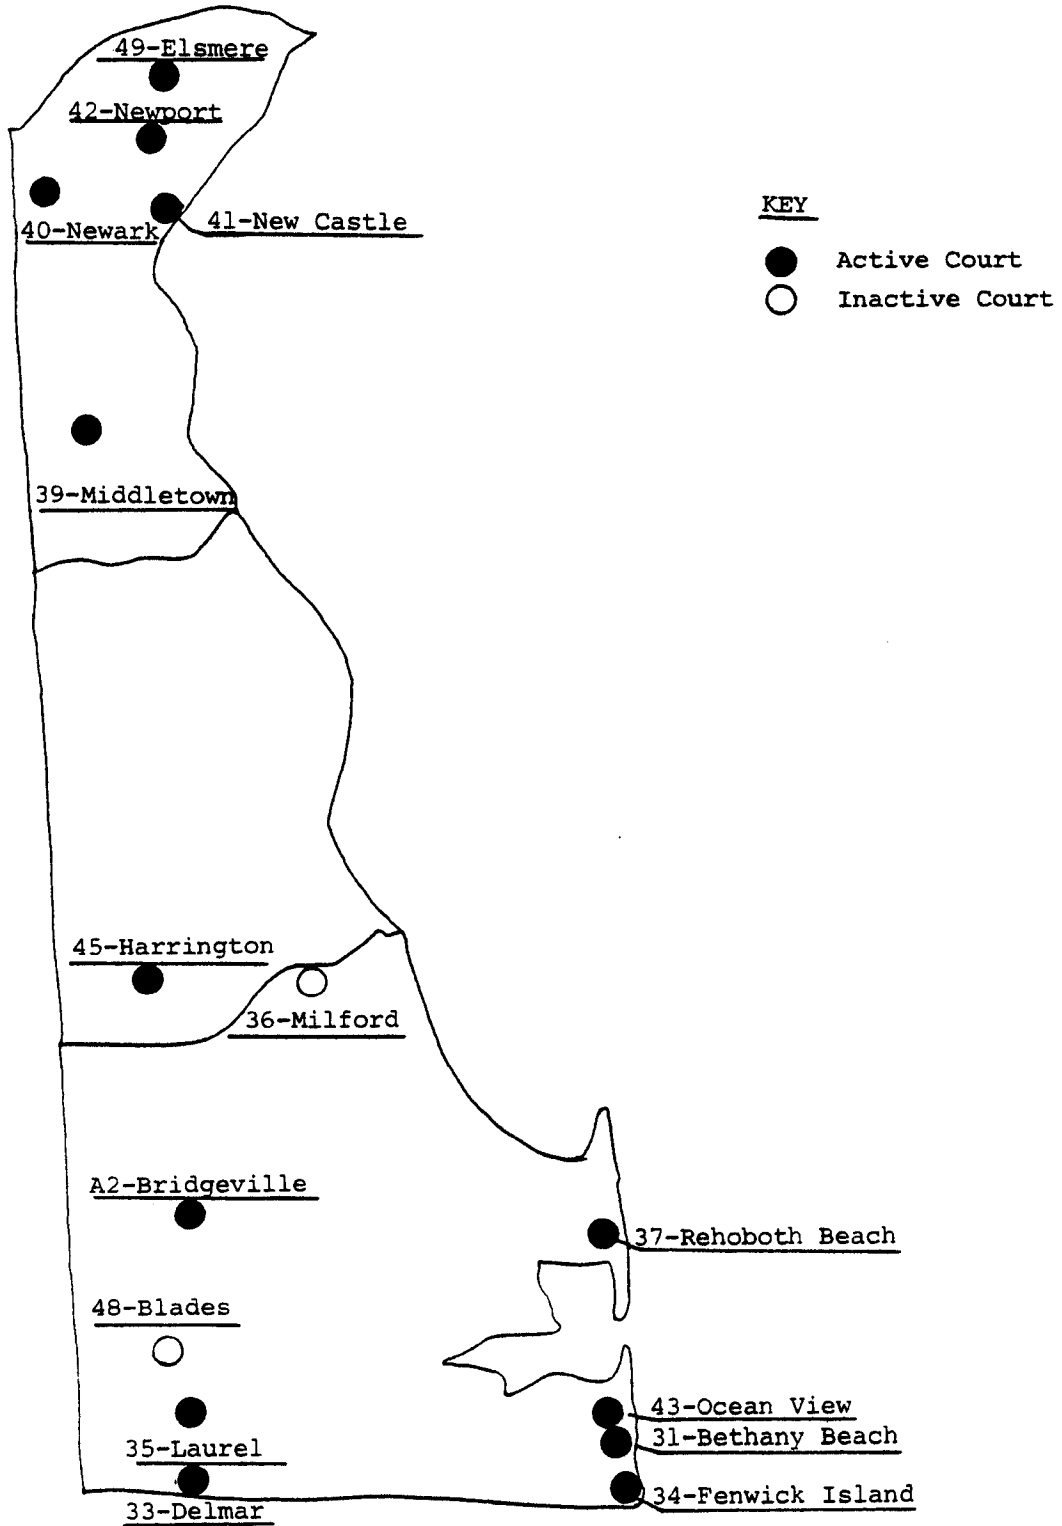 49-Elsmere
42-Newport
40-Newark
41-New Castle
KEY
Active Court
Inactive Court
39-Middletown
45-Harrington
36-Milford
A2-Bridgeville
37-Rehoboth Beach
48-Blades
43-Ocean View
31-Bethany Beach
35-Laurel
34-Fenwick Island
33-Delmar